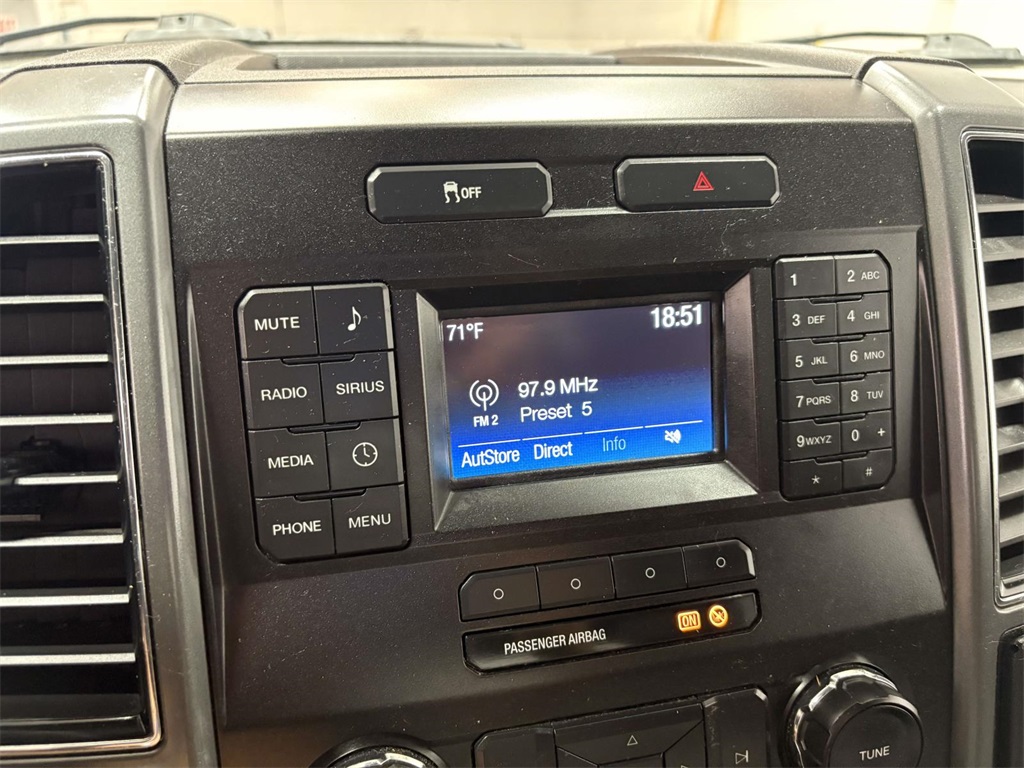 OFF
MUTE
RADIO SIRIUS
MEDIA
PHONE MENU
71°F 18:51
97.9 MHz
FM 2 Preset 5
AutStore Direct Info
1 2 ABC
3 DEF 4 GHI
5 JKL 6 MNO
7 PQRS 8 TUV
9 WXYZ 0 +
* #
PASSENGER AIRBAG ON
TUNE